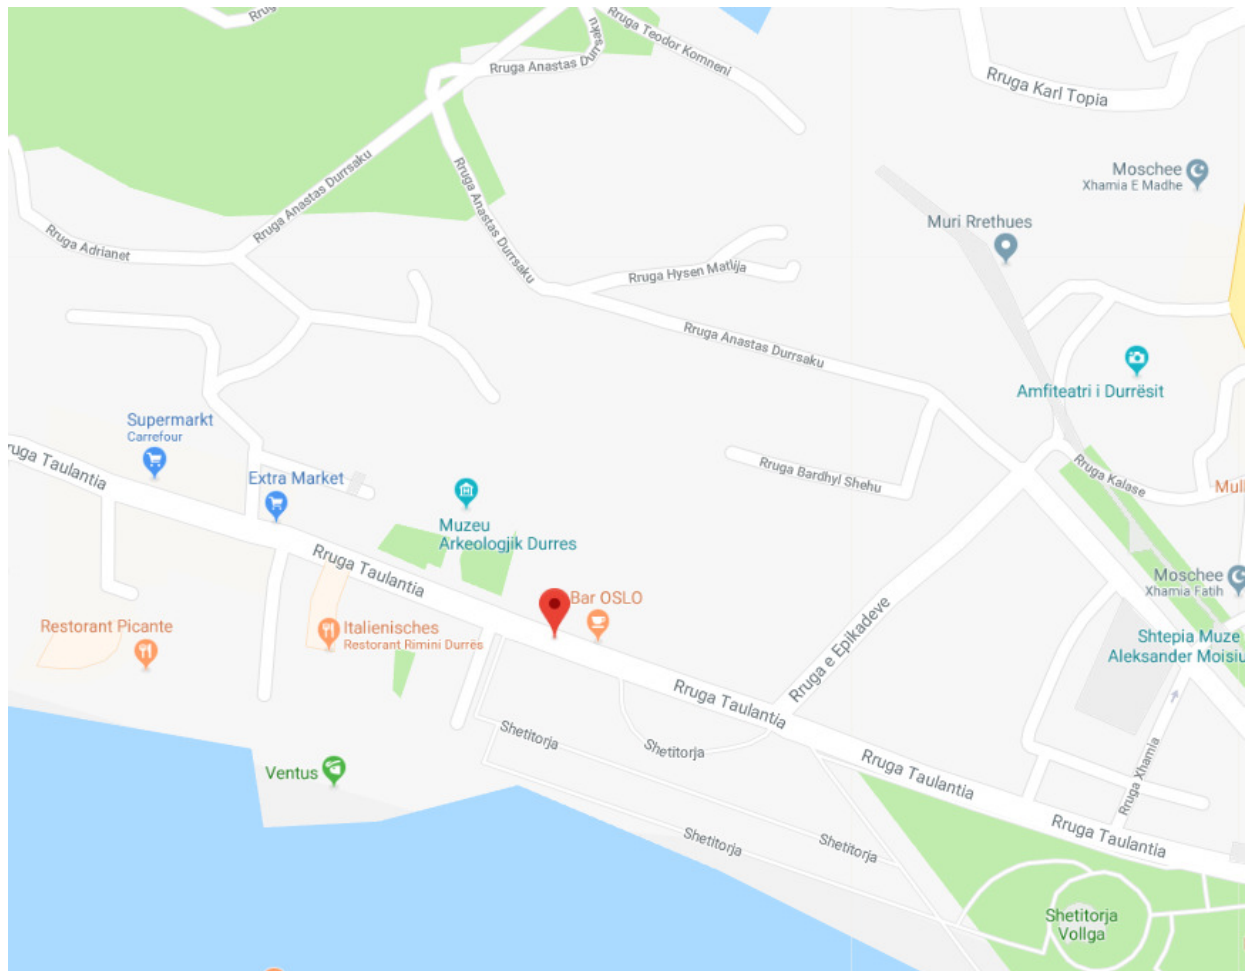 Rruga Teodor Komneni
Rruga Anastas Durrsaku
Rruga Karl Topia
Moschee
Xhamia E Madhe
Rruga Anastas Durrsaku
Rruga Anastas Durrsaku
Muri Rrethues
Rruga Adrianet
Rruga Hysen Matlija
Rruga Anastas Durrsaku
Amfiteatri i Durrësit
Supermarkt
Carrefour
ruga Taulantia
Extra Market
Rruga Bardhyl Shehu
Rruga Kalase
Mull
Muzeu
Arkeologjik Durres
Rruga Taulantia
Moschee
Xhamia Fatih
Bar OSLO
Restorant Picante
Italienisches
Restorant Rimini Durrës
Rruga e Epikadeve
Shtepia Muze
Aleksander Moisiu
Rruga Taulantia
Shetitorja
Shetitorja
Ventus
Rruga Taulantia
Rruga Xhamia
Rruga Taulantia
Shetitorja
Shetitorja
Shetitorja
Vollga